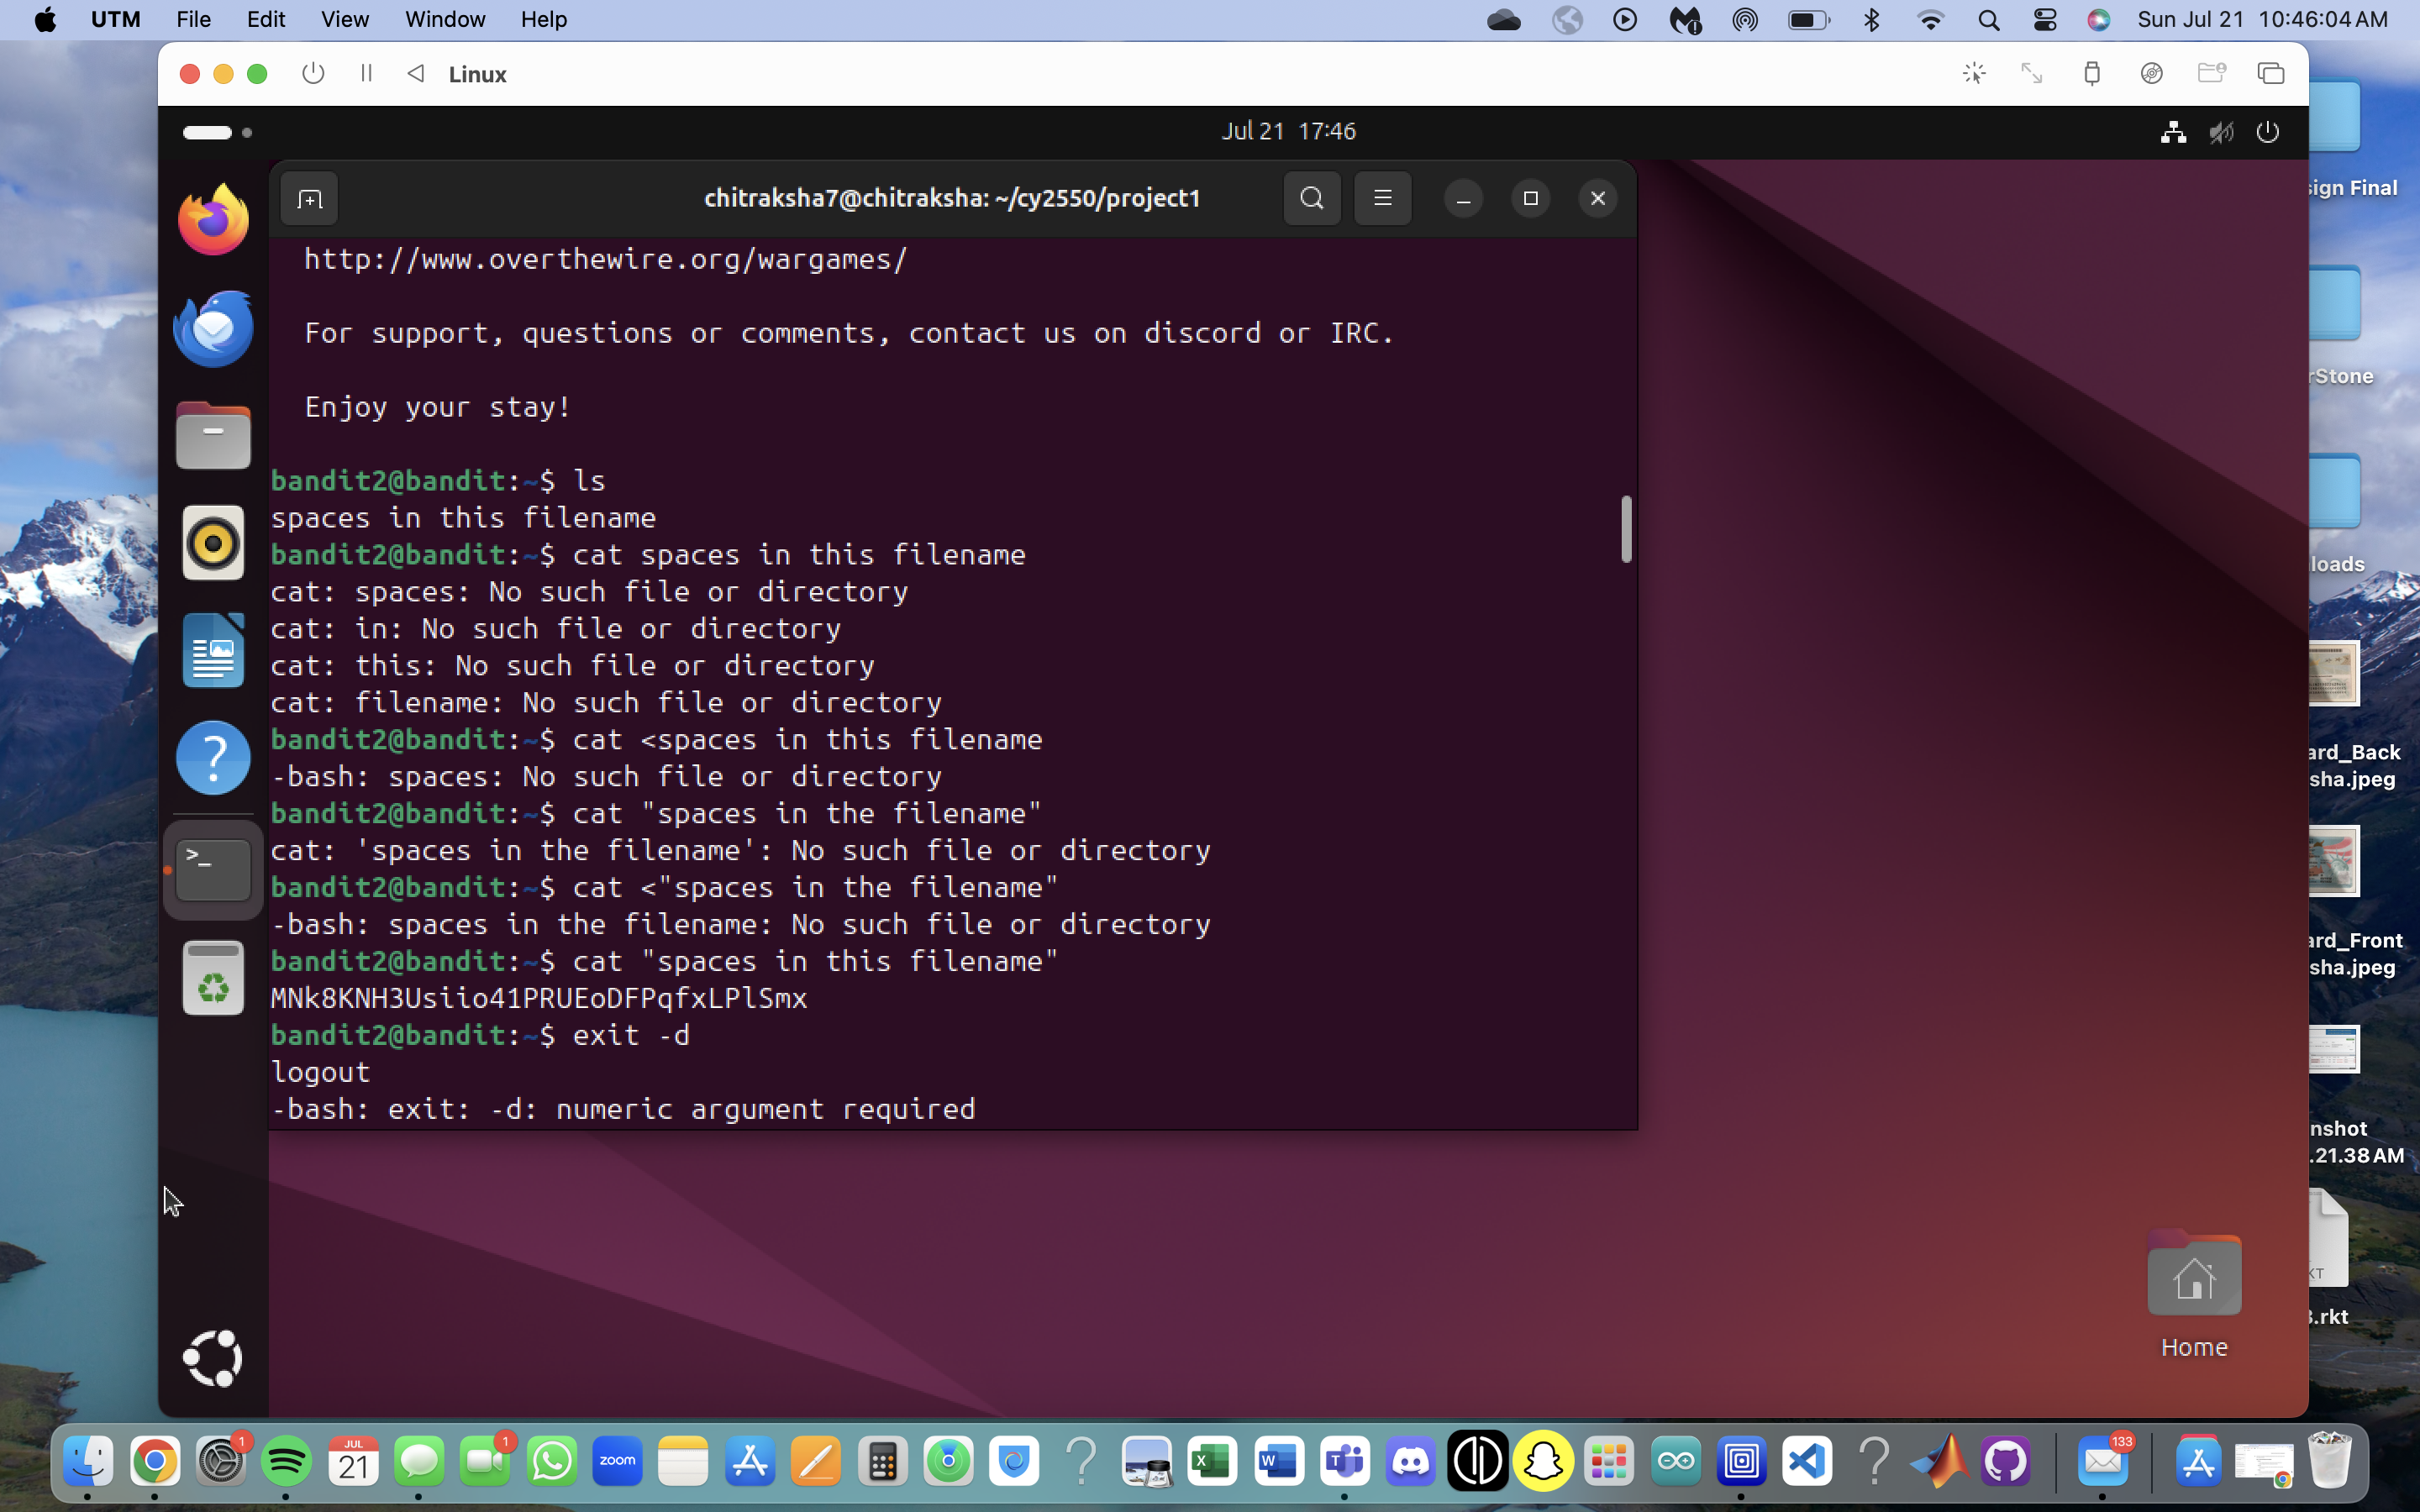 UTM File Edit View Window Help Sun Jul 21 10:46:04 AM
Linux
Jul 21 17:46
chitraksha7@chitraksha: ~/cy2550/project1
http://www.overthewire.org/wargames/
For support, questions or comments, contact us on discord or IRC.
Enjoy your stay!
bandit2@bandit:~$ ls
spaces in this filename
bandit2@bandit:~$ cat spaces in this filename
cat: spaces: No such file or directory
cat: in: No such file or directory
cat: this: No such file or directory
cat: filename: No such file or directory
bandit2@bandit:~$ cat <spaces in this filename
-bash: spaces: No such file or directory
bandit2@bandit:~$ cat "spaces in the filename"
cat: 'spaces in the filename': No such file or directory
bandit2@bandit:~$ cat <"spaces in the filename"
-bash: spaces in the filename: No such file or directory
bandit2@bandit:~$ cat "spaces in this filename"
MNk8KNH3Usiio41PRUEoDFPqfxLPlSmx
bandit2@bandit:~$ exit -d
logout
-bash: exit: -d: numeric argument required
sign Final
rStone
loads
ard_Back
sha.jpeg
ard_Front
sha.jpeg
nshot
.21.38 AM
.rkt
Home
1
JUL
21
1
zoom
133